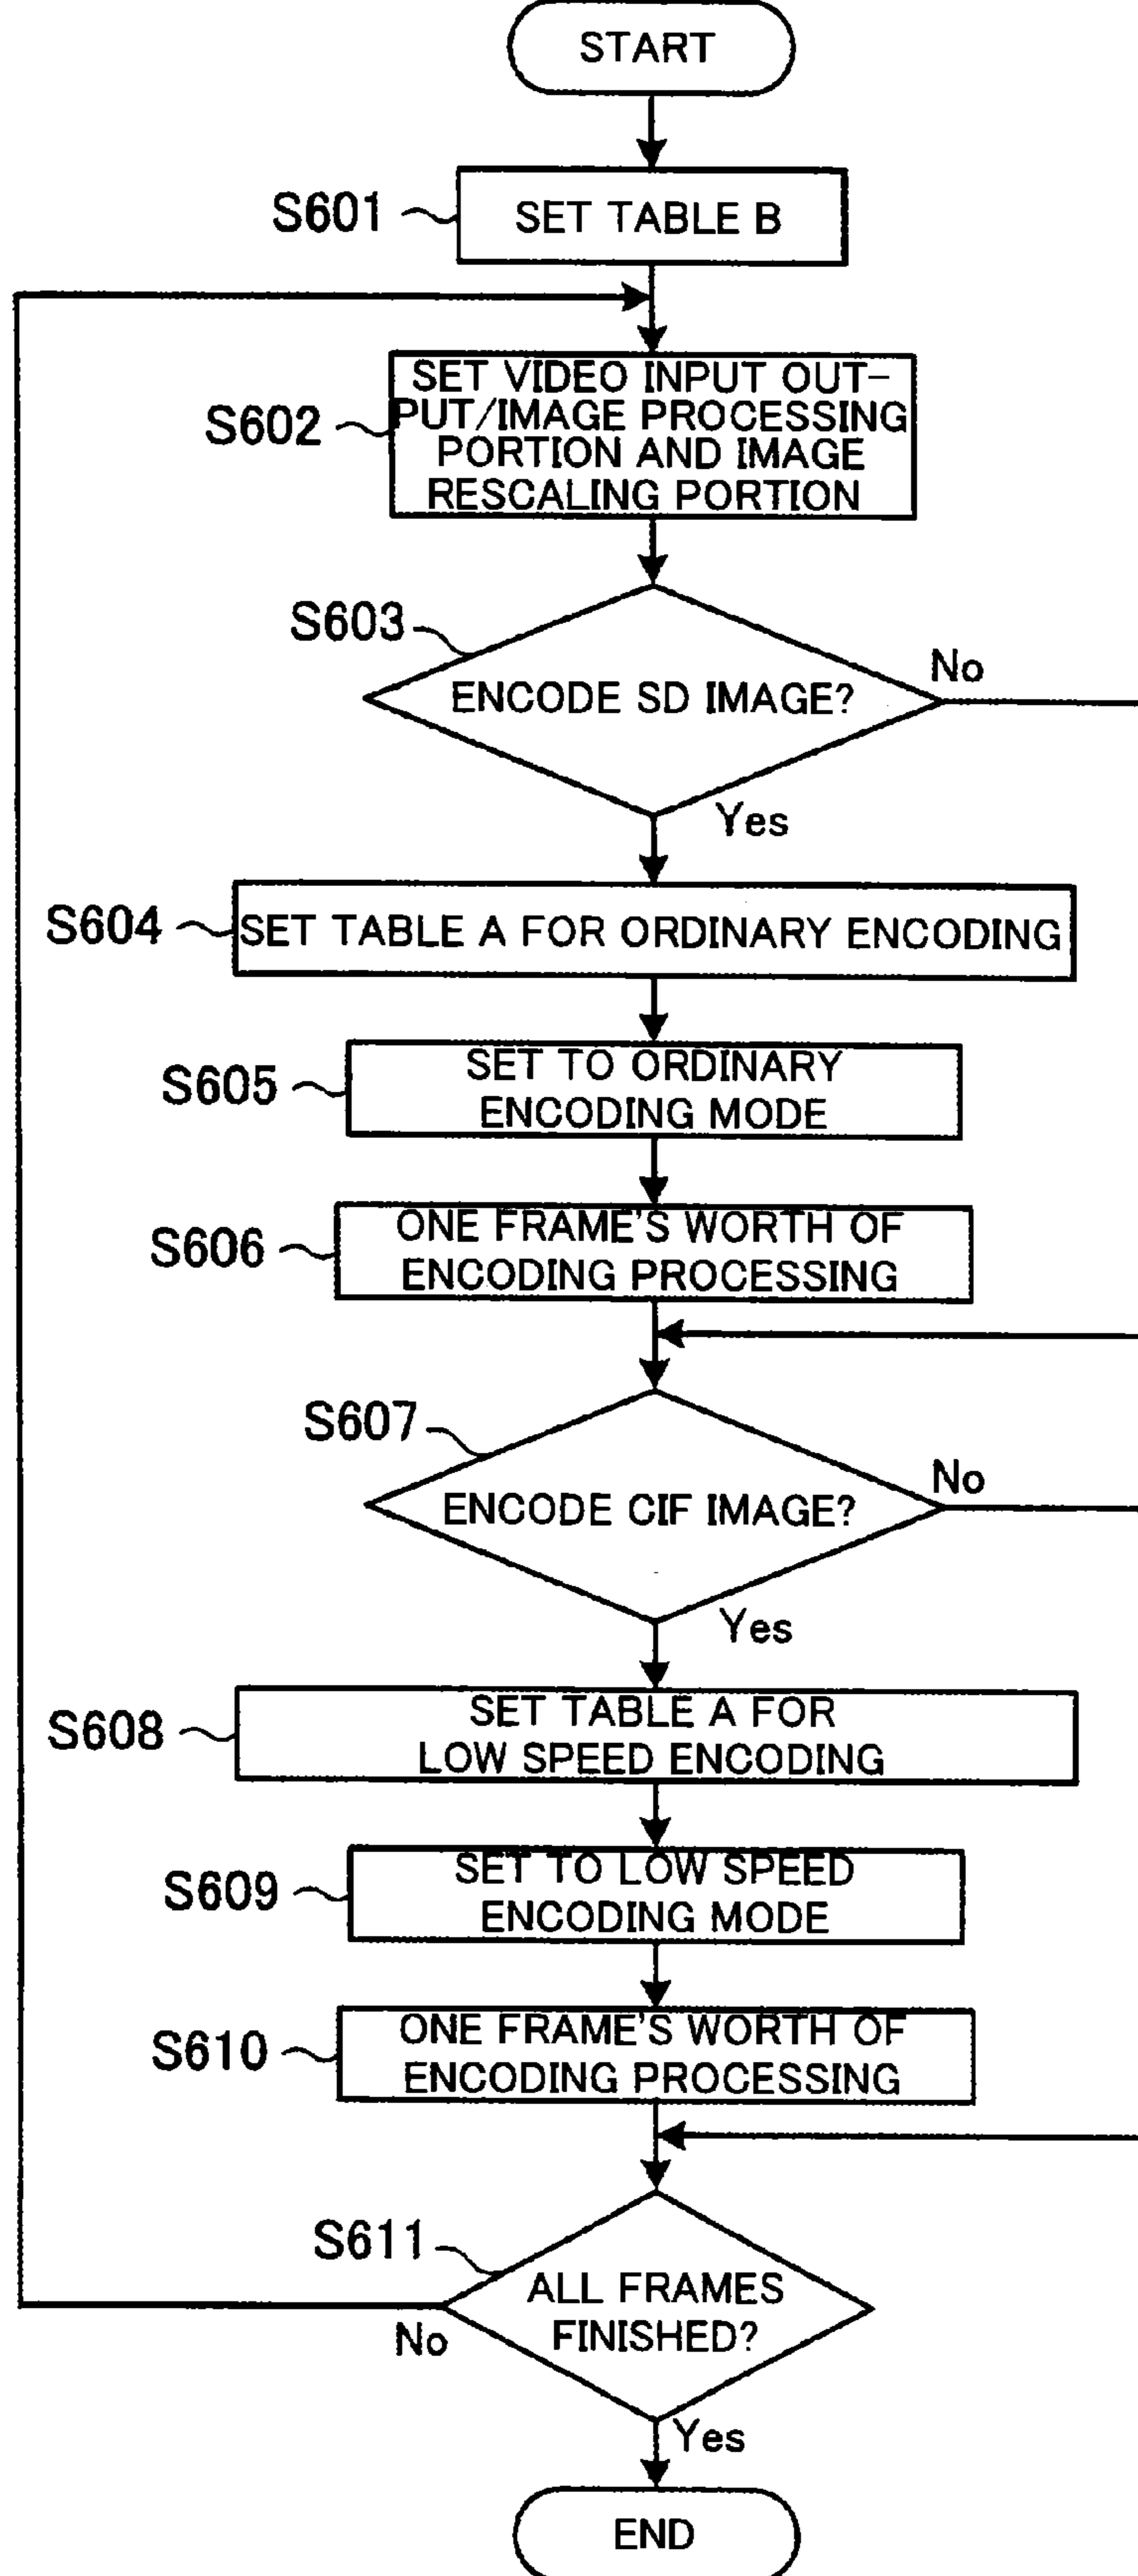 START
S601
SET TABLE B
S602
SET VIDEO INPUT OUT-
PUT/IMAGE PROCESSING
PORTION AND IMAGE
RESCALING PORTION
S603
ENCODE SD IMAGE?
No
Yes
S604
SET TABLE A FOR ORDINARY ENCODING
S605
SET TO ORDINARY
ENCODING MODE
S606
ONE FRAME'S WORTH OF
ENCODING PROCESSING
S607
ENCODE CIF IMAGE?
No
Yes
S608
SET TABLE A FOR
LOW SPEED ENCODING
S609
SET TO LOW SPEED
ENCODING MODE
S610
ONE FRAME'S WORTH OF
ENCODING PROCESSING
S611
ALL FRAMES
FINISHED?
No
Yes
END